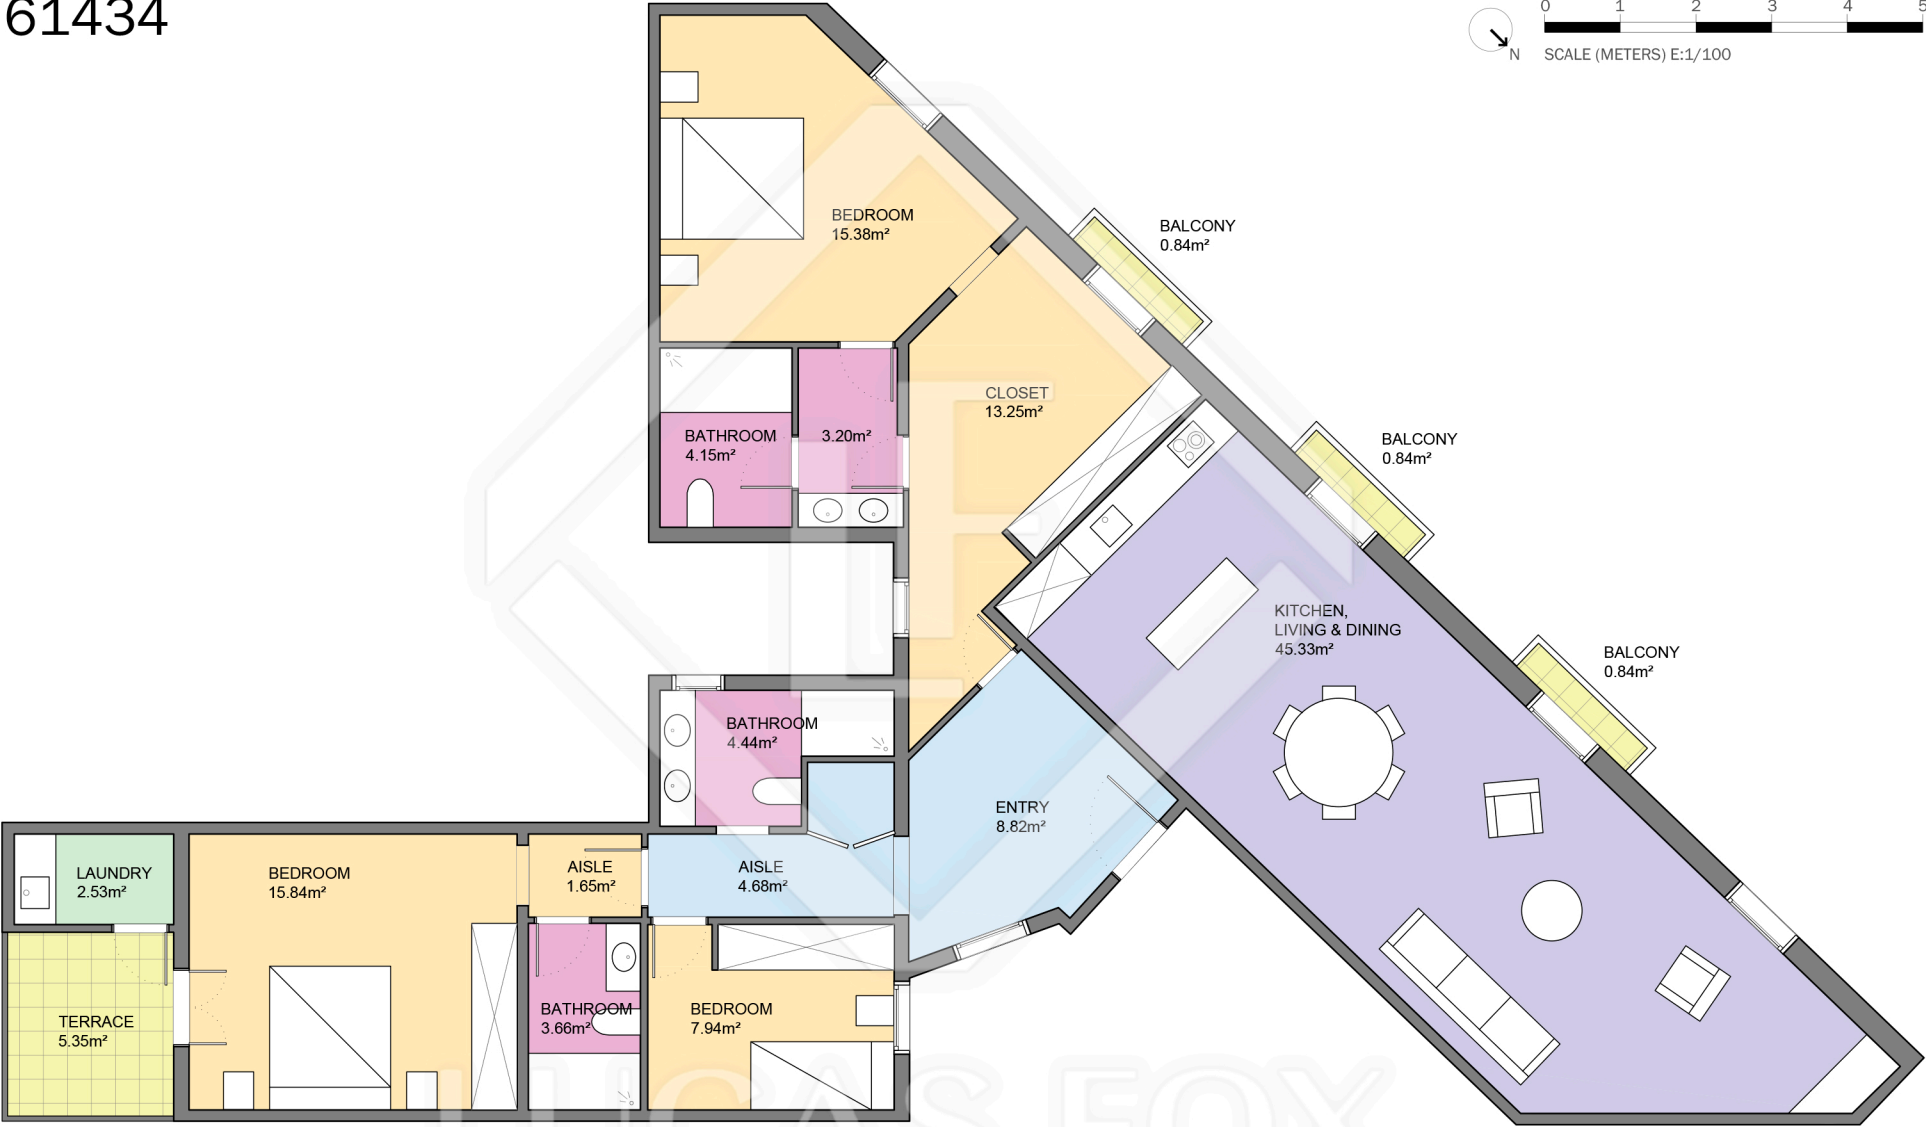 61434
0 1 2 3 4 5
N SCALE (METERS) E:1/100
BEDROOM
15.38m²
BALCONY
0.84m²
CLOSET
13.25m²
BATHROOM
4.15m²
3.20m²
BALCONY
0.84m²
KITCHEN,
LIVING & DINING
45.33m²
BALCONY
0.84m²
BATHROOM
4.44m²
ENTRY
8.82m²
LAUNDRY
2.53m²
BEDROOM
15.84m²
AISLE
1.65m²
AISLE
4.68m²
TERRACE
5.35m²
BATHROOM
3.66m²
BEDROOM
7.94m²
LUCAS FOX